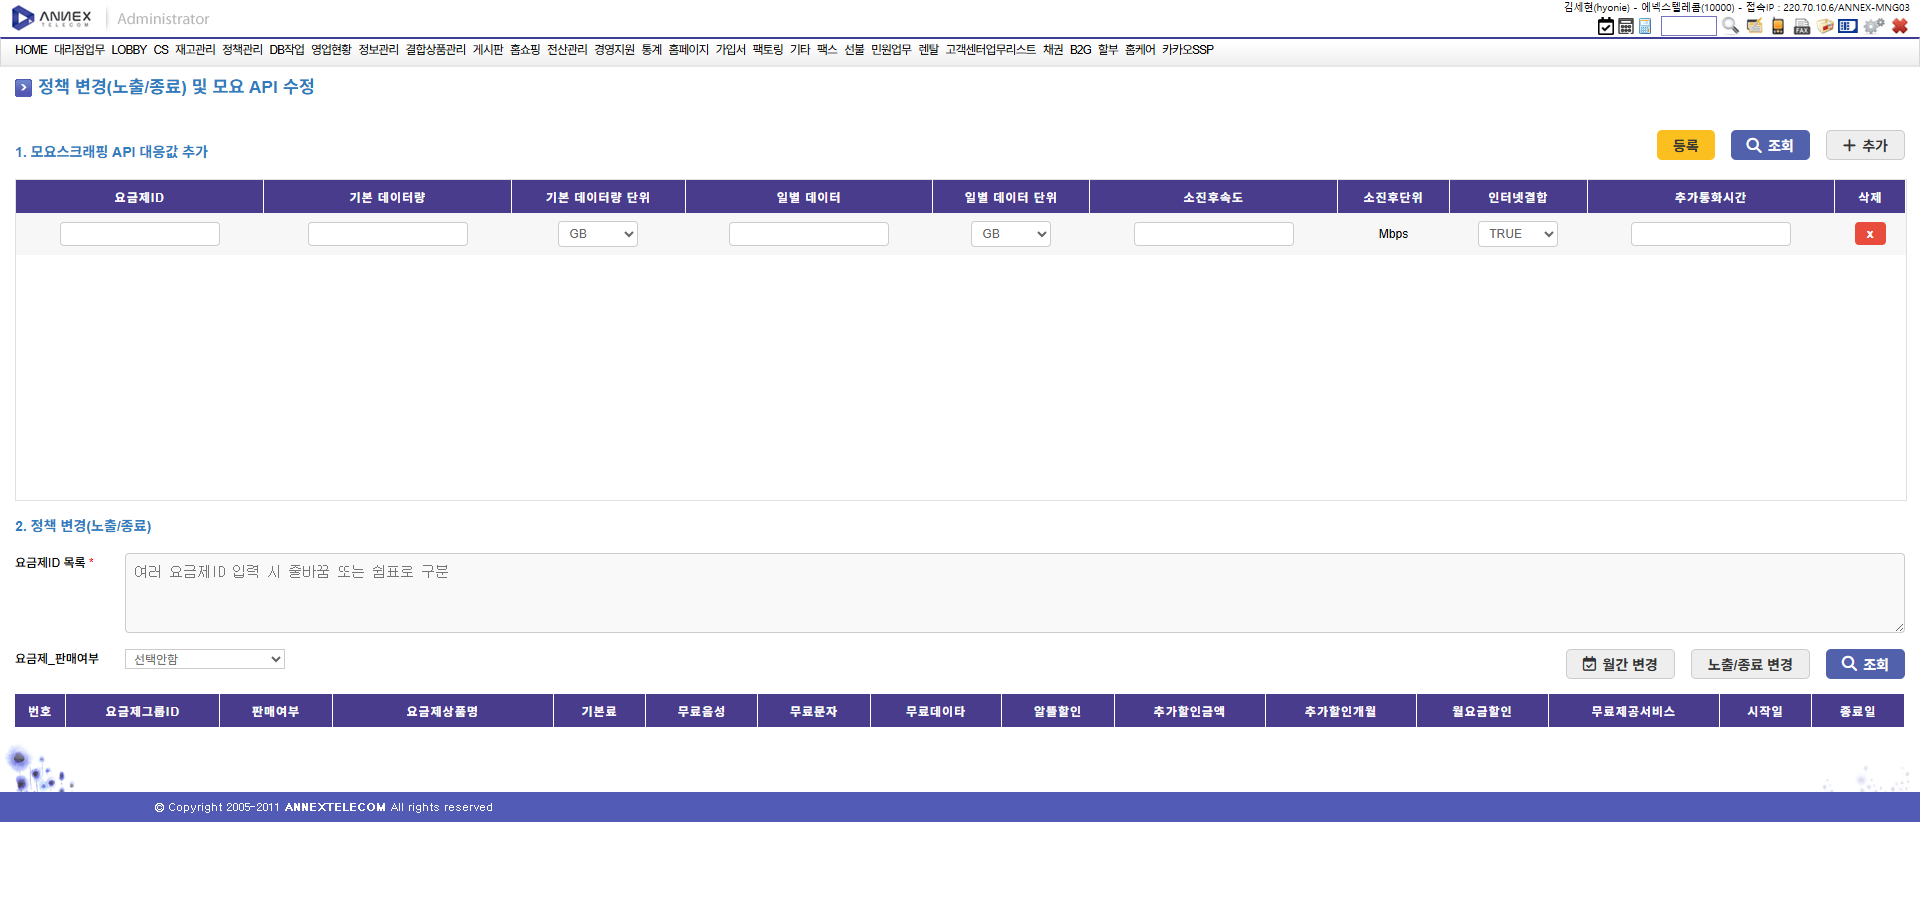 ANNEX TELECOM Administrator
김세현(hyonie) - 에넥스텔레콤(10000) - 접속IP : 220.70.10.6/ANNEX-MNG03
HOME 대리점업무 LOBBY CS 재고관리 정책관리 DB작업 영업현황 정보관리 결합상품관리 게시판 홈쇼핑 전산관리 경영지원 통계 홈페이지 가입서 팩토링 기타 팩스 선불 민원업무 렌탈 고객센터업무리스트 채권 B2G 할부 홈케어 카카오SSP
정책 변경(노출/종료) 및 모요 API 수정
1. 모요스크래핑 API 대응값 추가
등록 조회 추가
요금제ID 기본 데이터량 기본 데이터량 단위 일별 데이터 일별 데이터 단위 소진후속도 소진후단위 인터넷결합 추가통화시간 삭제
GB GB Mbps TRUE x
2. 정책 변경(노출/종료)
요금제ID 목록 *
여러 요금제ID 입력 시 줄바꿈 또는 쉼표로 구분
요금제_판매여부 선택안함
월간 변경 노출/종료 변경 조회
번호 요금제그룹ID 판매여부 요금제상품명 기본료 무료음성 무료문자 무료데이타 알뜰할인 추가할인금액 추가할인개월 월요금할인 무료제공서비스 시작일 종료일
© Copyright 2005-2011 ANNEXTELECOM All rights reserved